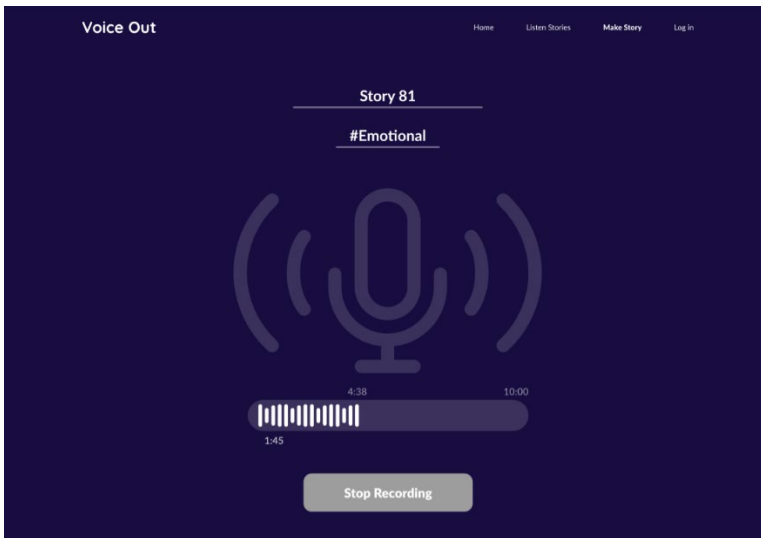 Voice Out
Home Listen Stories Make Story Log in
Story 81
#Emotional
4:38 10:00
1:45
Stop Recording